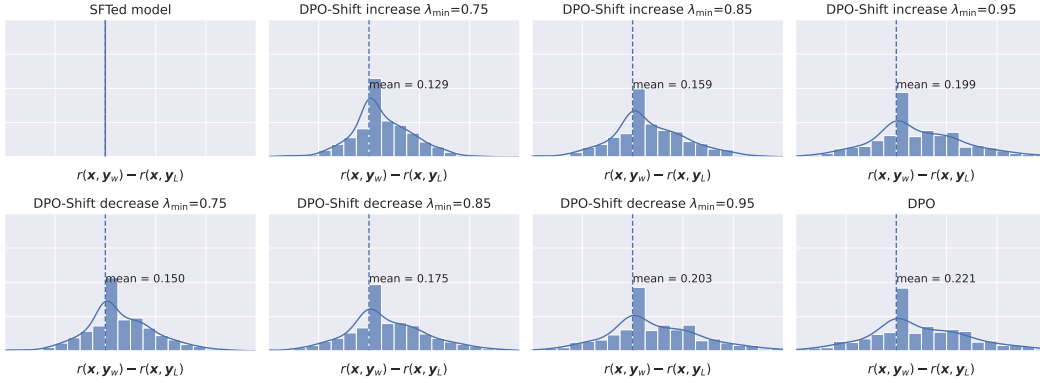 SFTed model
DPO-Shift increase λmin=0.75
DPO-Shift increase λmin=0.85
DPO-Shift increase λmin=0.95
mean = 0.129
mean = 0.159
mean = 0.199
r(x, yw) − r(x, yL)
r(x, yw) − r(x, yL)
r(x, yw) − r(x, yL)
r(x, yw) − r(x, yL)
DPO-Shift decrease λmin=0.75
DPO-Shift decrease λmin=0.85
DPO-Shift decrease λmin=0.95
DPO
mean = 0.150
mean = 0.175
mean = 0.203
mean = 0.221
r(x, yw) − r(x, yL)
r(x, yw) − r(x, yL)
r(x, yw) − r(x, yL)
r(x, yw) − r(x, yL)